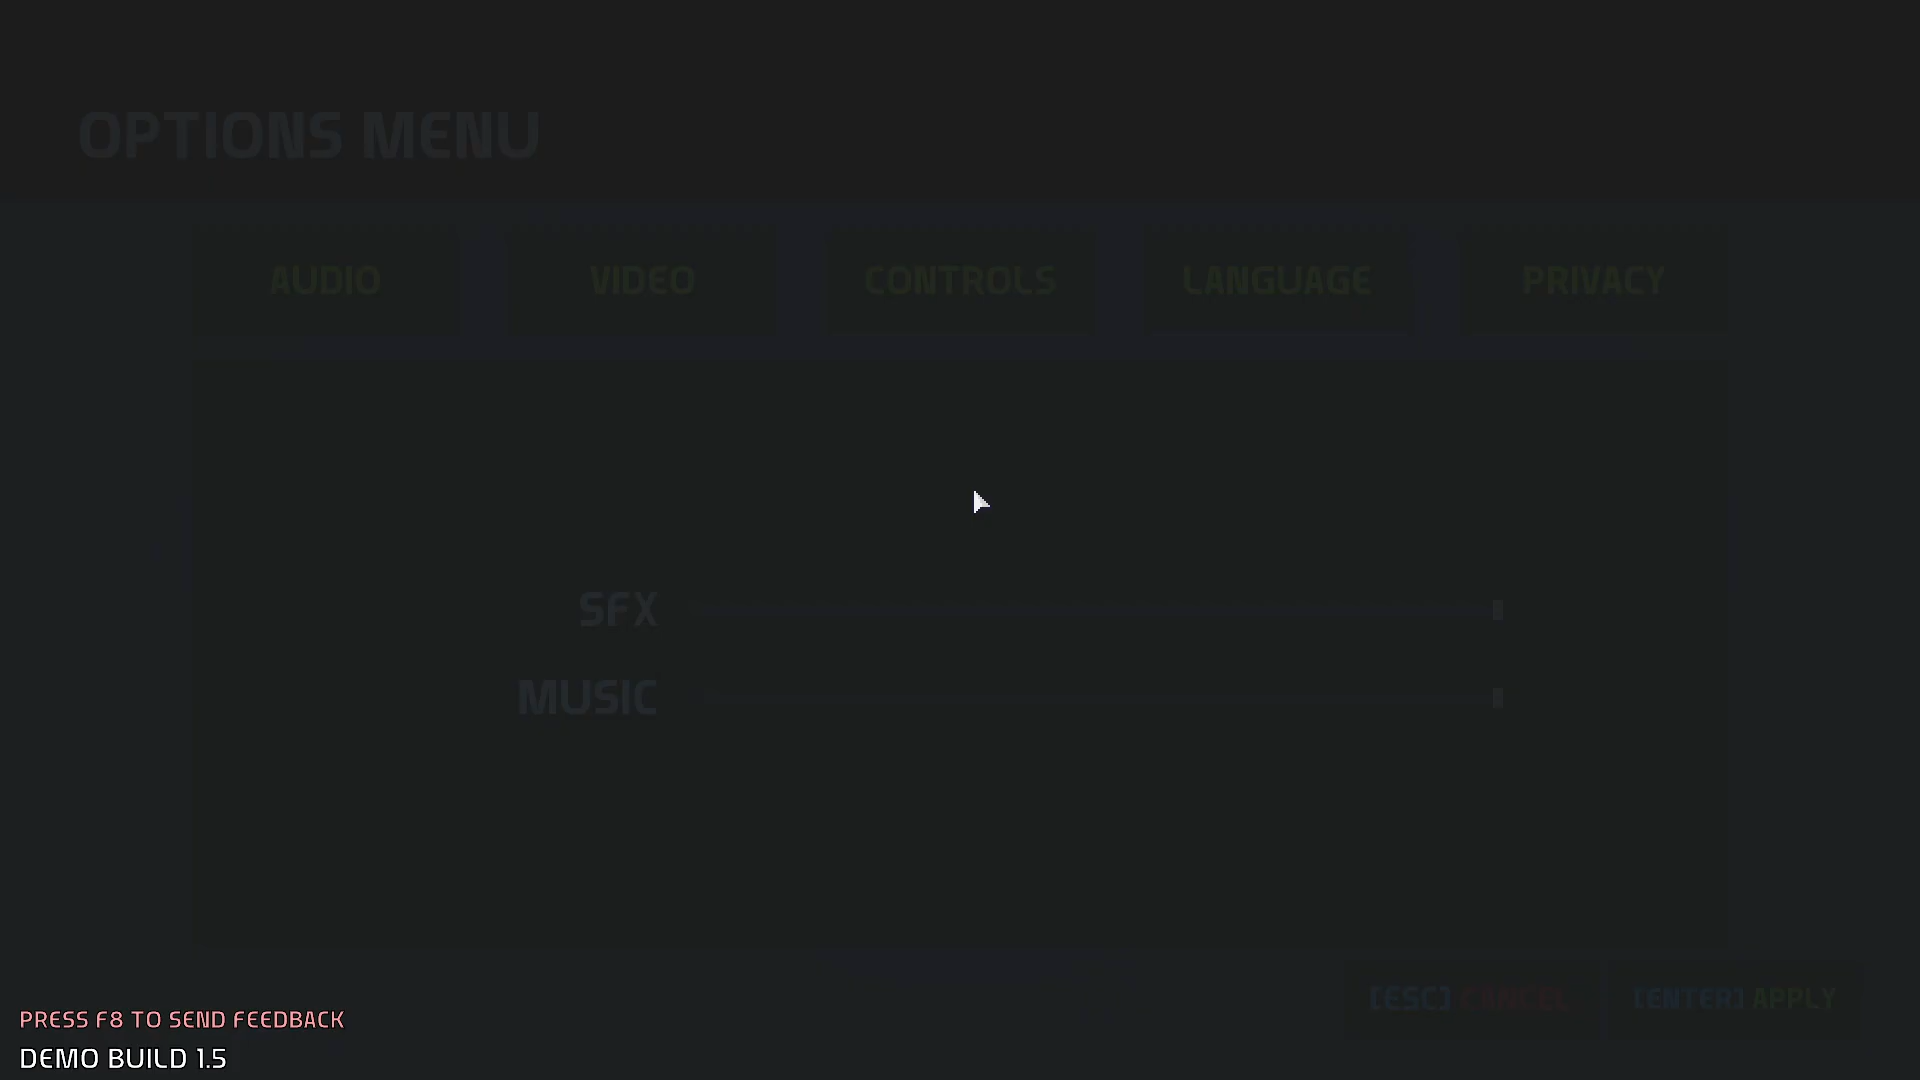 OPTIONS MENU
AUDIO VIDEO CONTROLS LANGUAGE PRIVACY
SFX
MUSIC
[ESC] CANCEL [ENTER] APPLY
PRESS F8 TO SEND FEEDBACK
DEMO BUILD 1.5